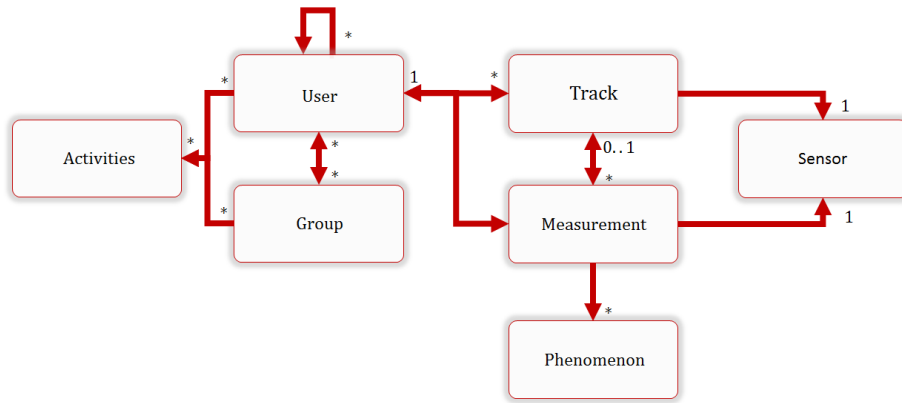 *
*
1
*
User
Track
*
*
0..1
1
Activities
Sensor
*
*
*
Group
Measurement
1
*
Phenomenon